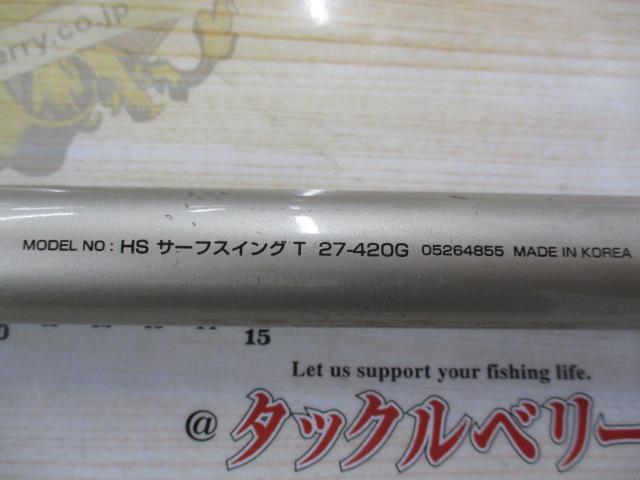 erry.co.jp
MODEL NO : HS サーフスイング T 27-420G 05264855 MADE IN KOREA
15
Let us support your fishing life.
@タックルベリー